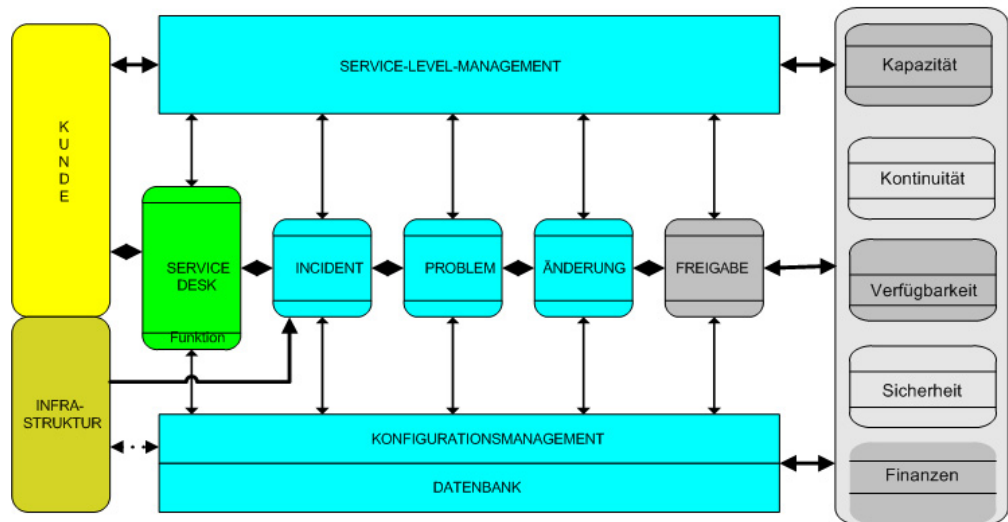 SERVICE-LEVEL-MANAGEMENT
K
U
N
D
E
SERVICE
DESK
Funktion
INCIDENT
PROBLEM
ÄNDERUNG
FREIGABE
INFRA-
STRUKTUR
KONFIGURATIONSMANAGEMENT
DATENBANK
Kapazität
Kontinuität
Verfügbarkeit
Sicherheit
Finanzen